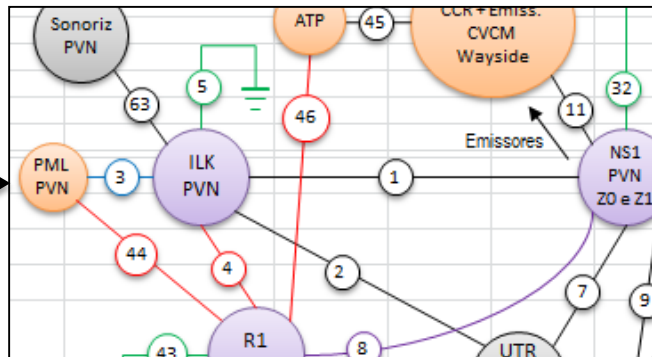 Sonoriz
PVN
ATP
45
CCR + Emiss.
CVCM
Wayside
5
32
63
46
11
Emissores
PML
PVN
3
ILK
PVN
1
NS1
PVN
Z0 e Z1
44
4
2
7
9
R1
8
UTR
43